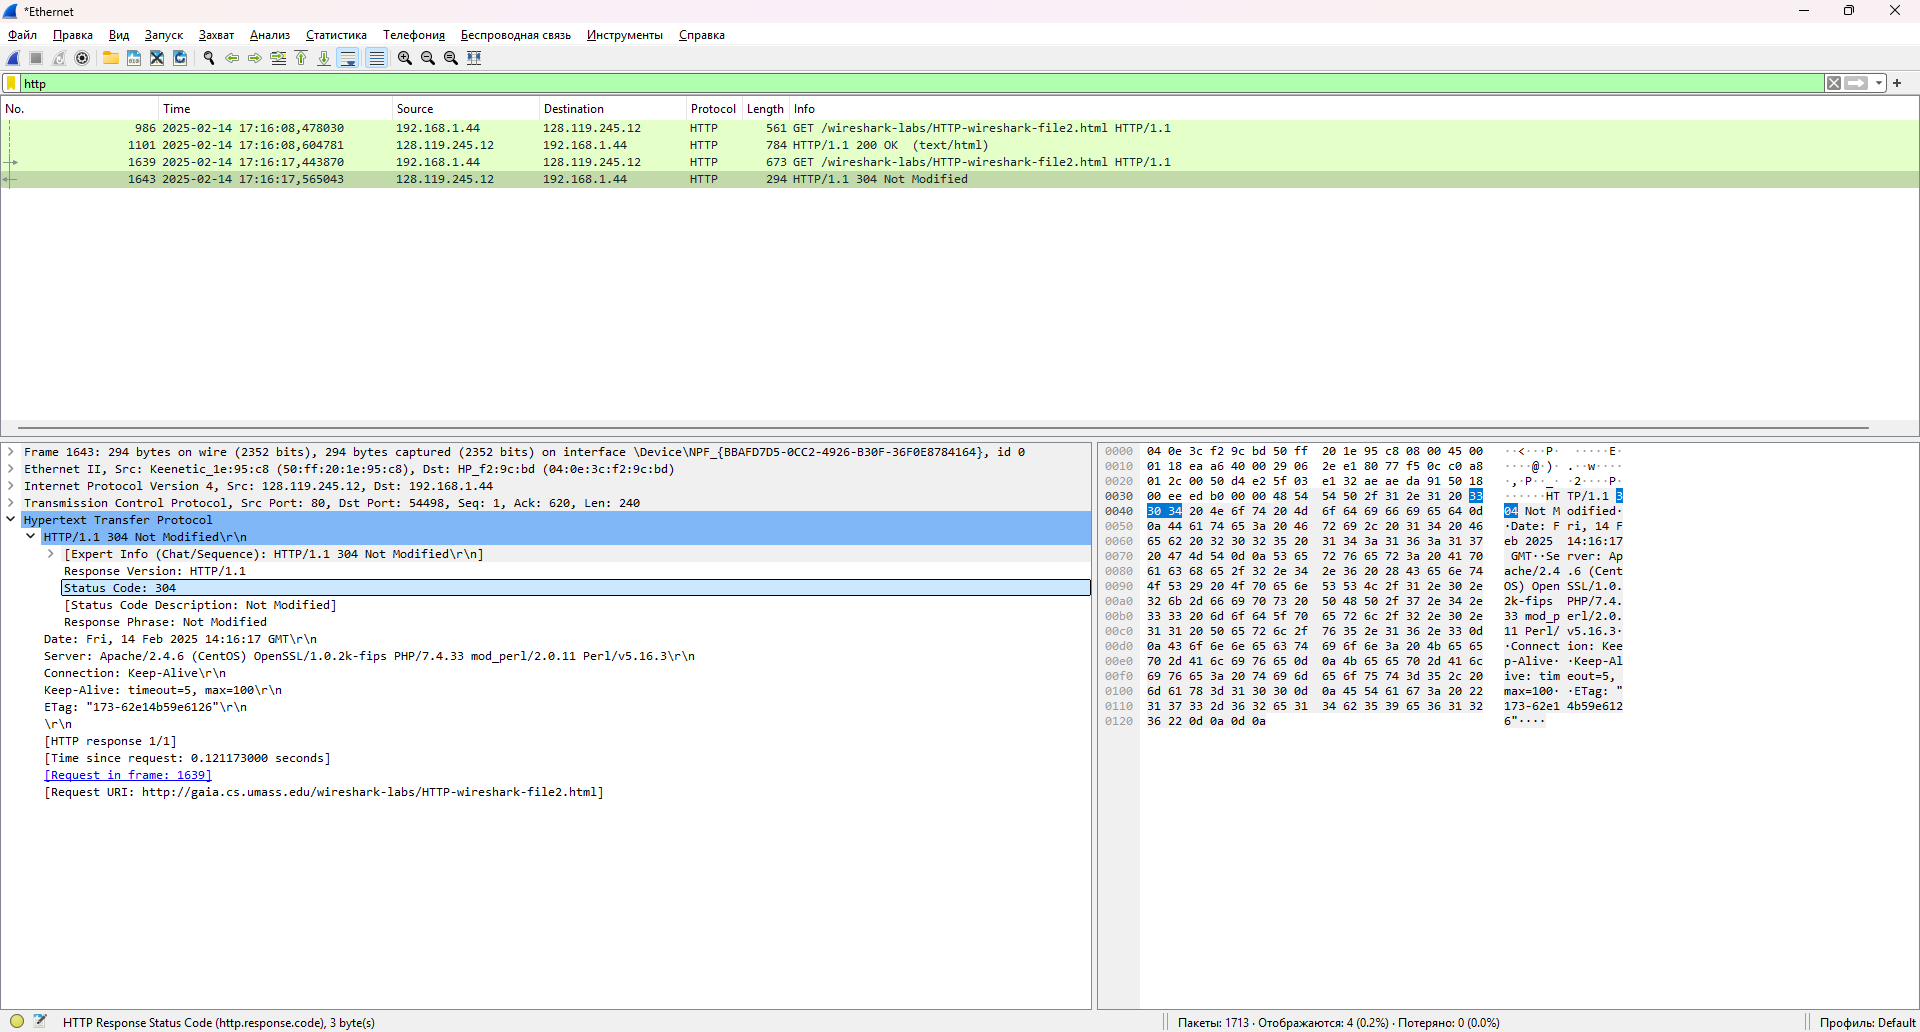 *Ethernet
Файл Правка Вид Запуск Захват Анализ Статистика Телефония Беспроводная связь Инструменты Справка
http
No. Time Source Destination Protocol Length Info
986 2025-02-14 17:16:08,478030 192.168.1.44 128.119.245.12 HTTP 561 GET /wireshark-labs/HTTP-wireshark-file2.html HTTP/1.1
1101 2025-02-14 17:16:08,604781 128.119.245.12 192.168.1.44 HTTP 784 HTTP/1.1 200 OK (text/html)
1639 2025-02-14 17:16:17,443870 192.168.1.44 128.119.245.12 HTTP 673 GET /wireshark-labs/HTTP-wireshark-file2.html HTTP/1.1
1643 2025-02-14 17:16:17,565043 128.119.245.12 192.168.1.44 HTTP 294 HTTP/1.1 304 Not Modified
Frame 1643: 294 bytes on wire (2352 bits), 294 bytes captured (2352 bits) on interface \Device\NPF_{BBAFD7D5-0CC2-4926-B30F-36F0E8784164}, id 0
Ethernet II, Src: Keenetic_1e:95:c8 (50:ff:20:1e:95:c8), Dst: HP_f2:9c:bd (04:0e:3c:f2:9c:bd)
Internet Protocol Version 4, Src: 128.119.245.12, Dst: 192.168.1.44
Transmission Control Protocol, Src Port: 80, Dst Port: 54498, Seq: 1, Ack: 620, Len: 240
Hypertext Transfer Protocol
HTTP/1.1 304 Not Modified\r\n
[Expert Info (Chat/Sequence): HTTP/1.1 304 Not Modified\r\n]
Response Version: HTTP/1.1
Status Code: 304
[Status Code Description: Not Modified]
Response Phrase: Not Modified
Date: Fri, 14 Feb 2025 14:16:17 GMT\r\n
Server: Apache/2.4.6 (CentOS) OpenSSL/1.0.2k-fips PHP/7.4.33 mod_perl/2.0.11 Perl/v5.16.3\r\n
Connection: Keep-Alive\r\n
Keep-Alive: timeout=5, max=100\r\n
ETag: "173-62e14b59e6126"\r\n
\r\n
[HTTP response 1/1]
[Time since request: 0.121173000 seconds]
[Request in frame: 1639]
[Request URI: http://gaia.cs.umass.edu/wireshark-labs/HTTP-wireshark-file2.html]
0000 04 0e 3c f2 9c bd 50 ff 20 1e 95 c8 08 00 45 00 ··<···P· ·····E·
0010 01 18 ea a6 40 00 29 06 2e e1 80 77 f5 0c c0 a8 ····@·)· .··w····
0020 01 2c 00 50 d4 e2 5f 03 e1 32 ae ae da 91 50 18 ·,·P··_· ·2····P·
0030 00 ee ed b0 00 00 48 54 54 50 2f 31 2e 31 20 33 ······HT TP/1.1 3
0040 30 34 20 4e 6f 74 20 4d 6f 64 69 66 69 65 64 0d 04 Not M odified·
0050 0a 44 61 74 65 3a 20 46 72 69 2c 20 31 34 20 46 ·Date: F ri, 14 F
0060 65 62 20 32 30 32 35 20 31 34 3a 31 36 3a 31 37 eb 2025 14:16:17
0070 20 47 4d 54 0d 0a 53 65 72 76 65 72 3a 20 41 70 GMT··Se rver: Ap
0080 61 63 68 65 2f 32 2e 34 2e 36 20 28 43 65 6e 74 ache/2.4 .6 (Cent
0090 4f 53 29 20 4f 70 65 6e 53 53 4c 2f 31 2e 30 2e OS) Open SSL/1.0.
00a0 32 6b 2d 66 69 70 73 20 50 48 50 2f 37 2e 34 2e 2k-fips PHP/7.4.
00b0 33 33 20 6d 6f 64 5f 70 65 72 6c 2f 32 2e 30 2e 33 mod_p erl/2.0.
00c0 31 31 20 50 65 72 6c 2f 76 35 2e 31 36 2e 33 0d 11 Perl/ v5.16.3·
00d0 0a 43 6f 6e 6e 65 63 74 69 6f 6e 3a 20 4b 65 65 ·Connect ion: Kee
00e0 70 2d 41 6c 69 76 65 0d 0a 4b 65 65 70 2d 41 6c p-Alive· ·Keep-Al
00f0 69 76 65 3a 20 74 69 6d 65 6f 75 74 3d 35 2c 20 ive: tim eout=5,
0100 6d 61 78 3d 31 30 30 0d 0a 45 54 61 67 3a 20 22 max=100· ·ETag: "
0110 31 37 33 2d 36 32 65 31 34 62 35 39 65 36 31 32 173-62e1 4b59e612
0120 36 22 0d 0a 0d 0a 6"····
HTTP Response Status Code (http.response.code), 3 byte(s)
Пакеты: 1713 · Отображаются: 4 (0.2%) · Потеряно: 0 (0.0%)
Профиль: Default